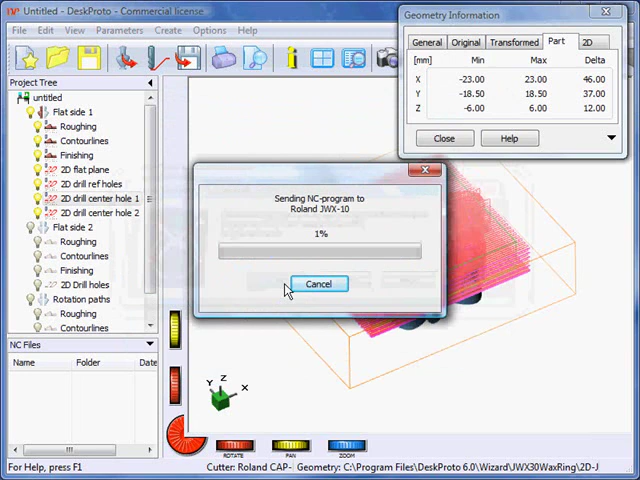 Untitled - DeskProto - Commercial license
File Edit View Parameters Create Cutter Options Help
Project Tree
untitled
Flat side 1
Roughing
Contourlines
Finishing
2D flat plane
2D drill ref holes
2D drill center hole 1
2D drill center hole 2
Flat side 2
Roughing
Contourlines
Finishing
2D Drill holes
Rotation paths
Roughing
Contourlines
NC Files
Name Folder Date
Geometry Information
General Original Transformed Part 2D
[mm] Min Max Delta
X -23.00 23.00 46.00
Y -18.50 18.50 37.00
Z -6.00 6.00 12.00
Close Help
Sending NC-program to
Roland JWX-10
1%
Cancel
Y Z X
ROTATE PAN ZOOM
For Help, press F1 Cutter: Roland CAP- Geometry: C:\Program Files\DeskProto 6.0\Wizard\JWX30WaxRing\2D-J